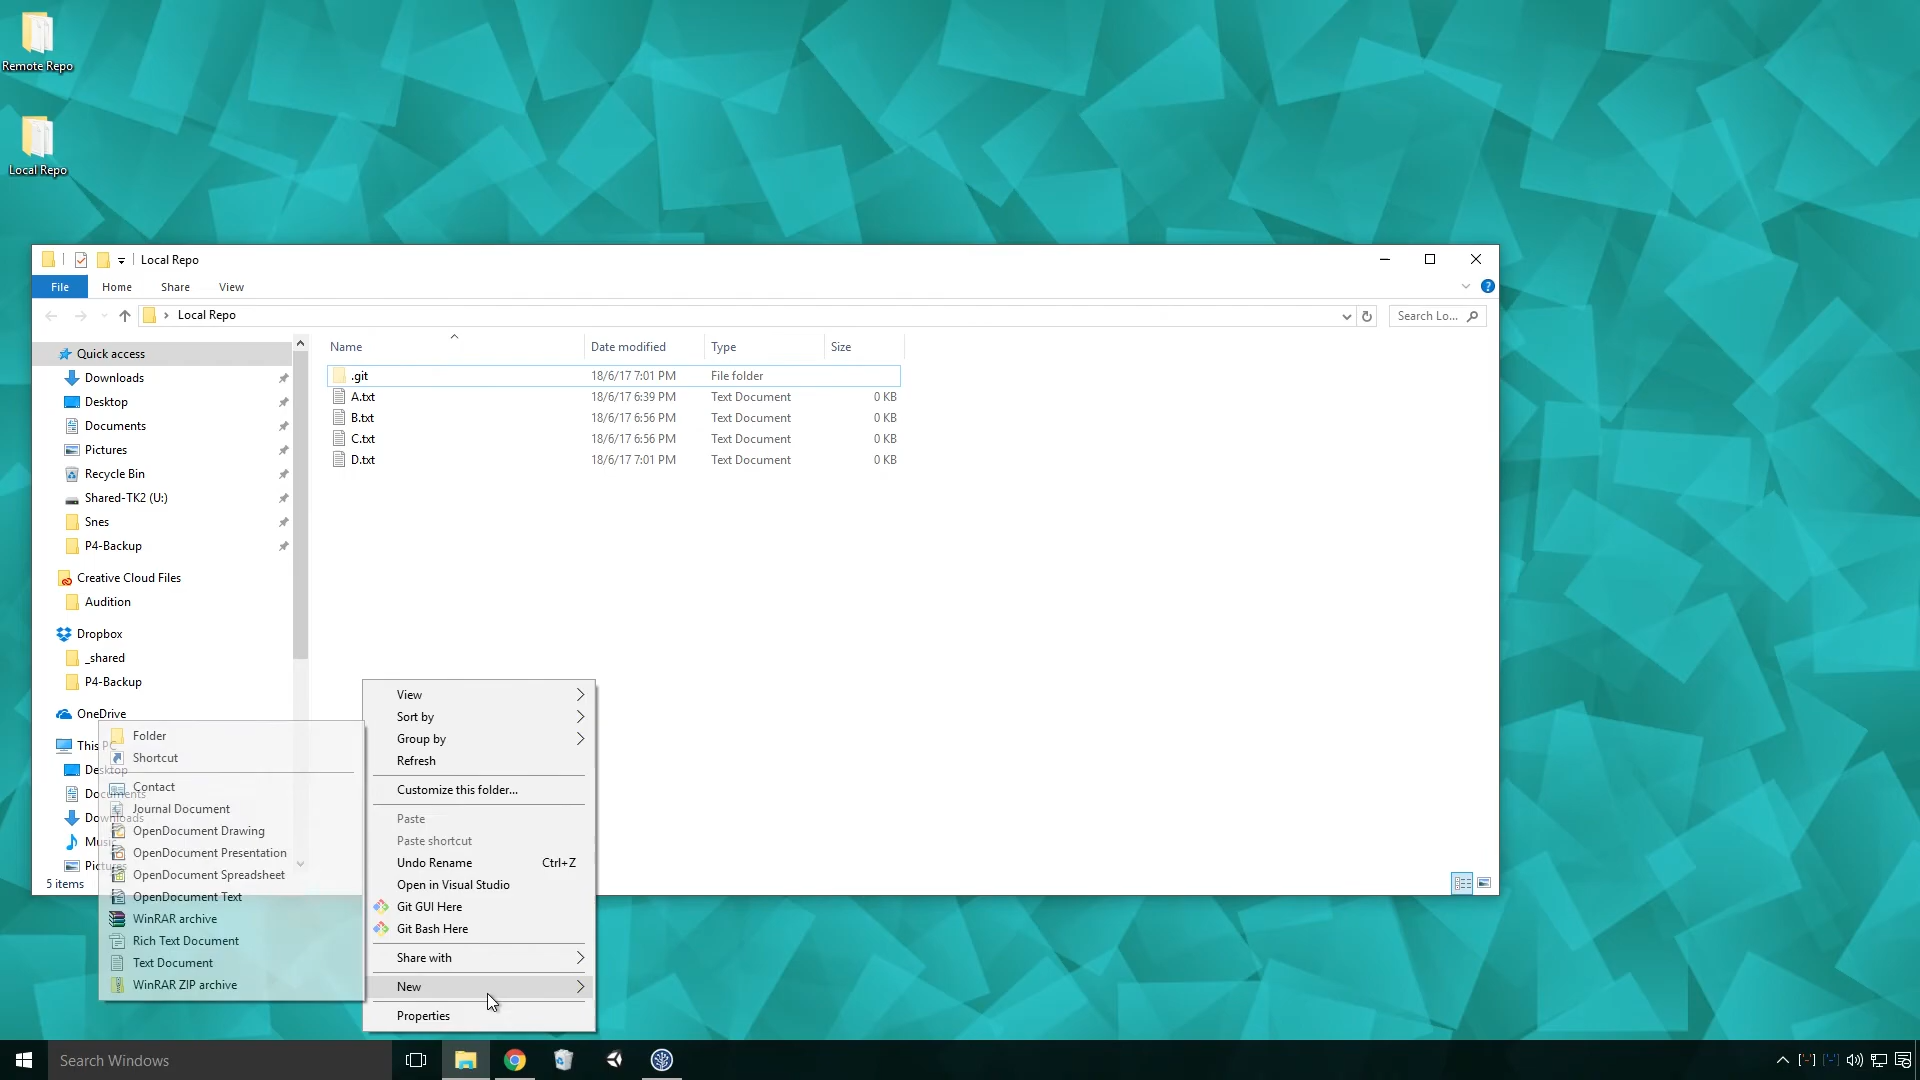 Remote Repo
Local Repo
Local Repo
File Home Share View
Local Repo
Search Lo...
Name Date modified Type Size
.git 18/6/17 7:01 PM File folder
A.txt 18/6/17 6:39 PM Text Document 0 KB
B.txt 18/6/17 6:56 PM Text Document 0 KB
C.txt 18/6/17 6:56 PM Text Document 0 KB
D.txt 18/6/17 7:01 PM Text Document 0 KB
Quick access
Downloads
Desktop
Documents
Pictures
Recycle Bin
Shared-TK2 (U:)
Snes
P4-Backup
Creative Cloud Files
Audition
Dropbox
_shared
P4-Backup
OneDrive
This PC
Desktop
Documents
Downloads
Music
Pictures
5 items
Folder
Shortcut
Contact
Journal Document
OpenDocument Drawing
OpenDocument Presentation
OpenDocument Spreadsheet
OpenDocument Text
WinRAR archive
Rich Text Document
Text Document
WinRAR ZIP archive
View
Sort by
Group by
Refresh
Customize this folder...
Paste
Paste shortcut
Undo Rename Ctrl+Z
Open in Visual Studio
Git GUI Here
Git Bash Here
Share with
New
Properties
Search Windows